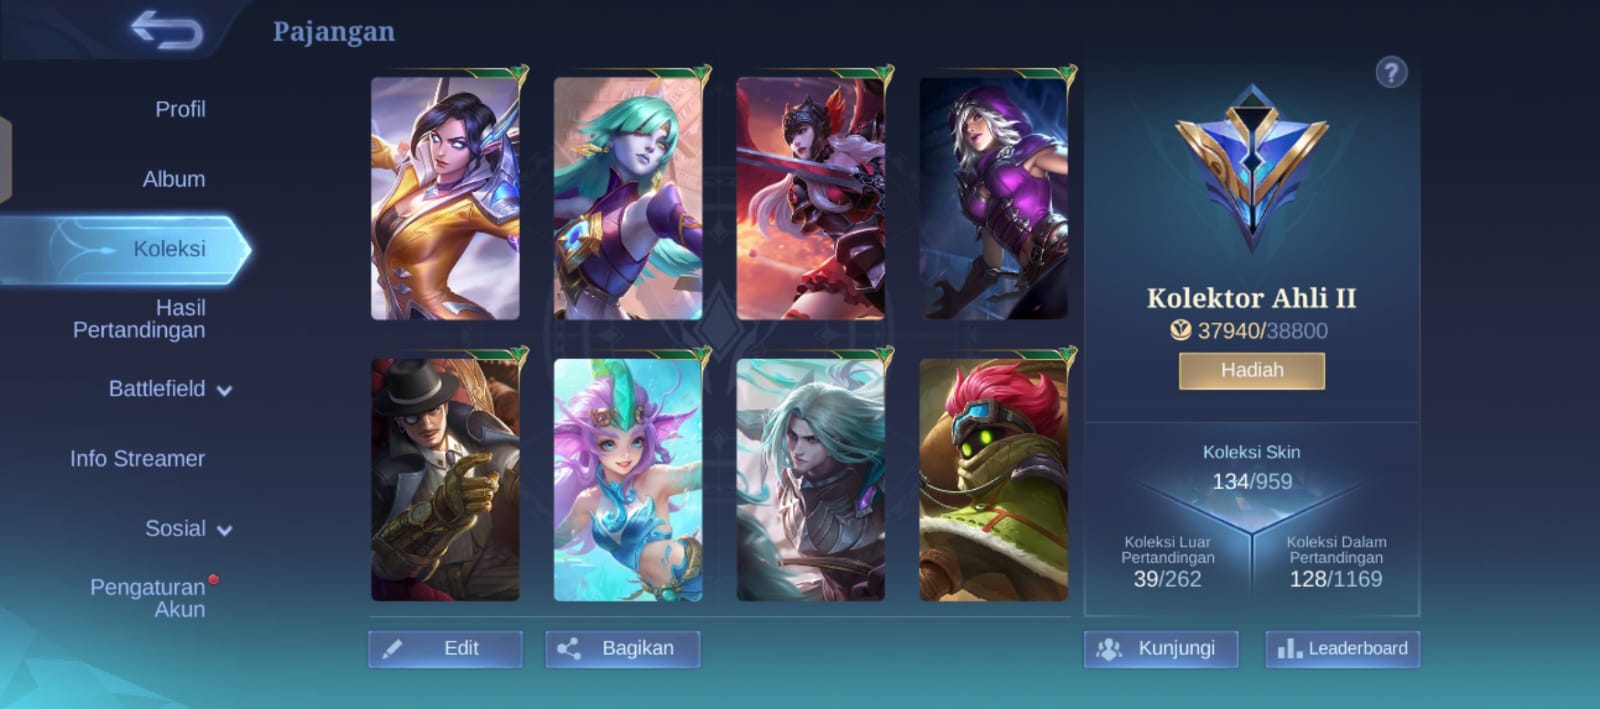 Pajangan
Profil
Album
Koleksi
Hasil
Pertandingan
Battlefield
Info Streamer
Sosial
Pengaturan
Akun
Edit
Bagikan
?
Kolektor Ahli II
37940/38800
Hadiah
Koleksi Skin
134/959
Koleksi Luar
Pertandingan
39/262
Koleksi Dalam
Pertandingan
128/1169
Kunjungi
Leaderboard